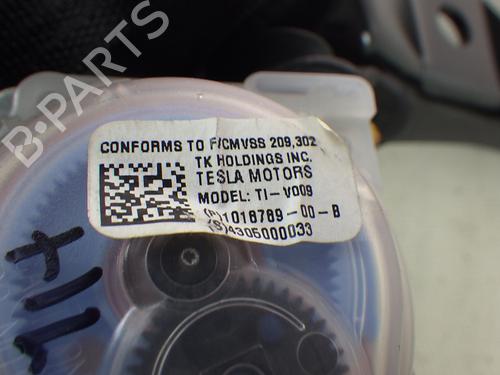 B-PARTS
CONFORMS TO F/CMVSS 209,302
TK HOLDINGS INC.
TESLA MOTORS
MODEL: TI-V009
(P)1018789-00-B
(S)4305000033